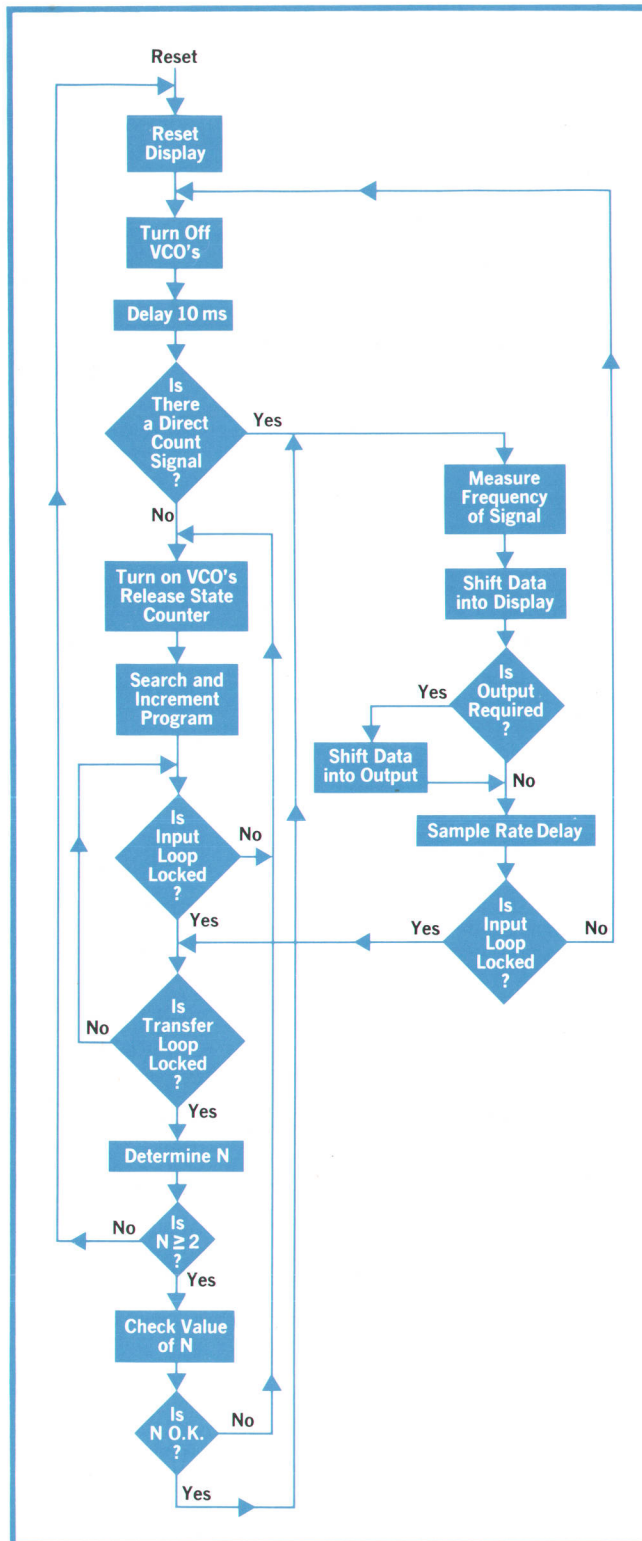 Reset
Reset
Display
Turn Off
VCO's
Delay 10 ms
Is
There
a Direct
Count
Signal
?
Yes
No
Turn on VCO's
Release State
Counter
Search and
Increment
Program
Is
Input
Loop
Locked
?
No
Yes
Is
Transfer
Loop
Locked
?
No
Yes
Determine N
Is
N ≥ 2
?
No
Yes
Check Value
of N
Is
N O.K.
?
No
Yes
Measure
Frequency
of Signal
Shift Data
into Display
Is
Output
Required
?
Yes
Shift Data
into Output
No
Sample Rate Delay
Is
Input
Loop
Locked
?
Yes
No